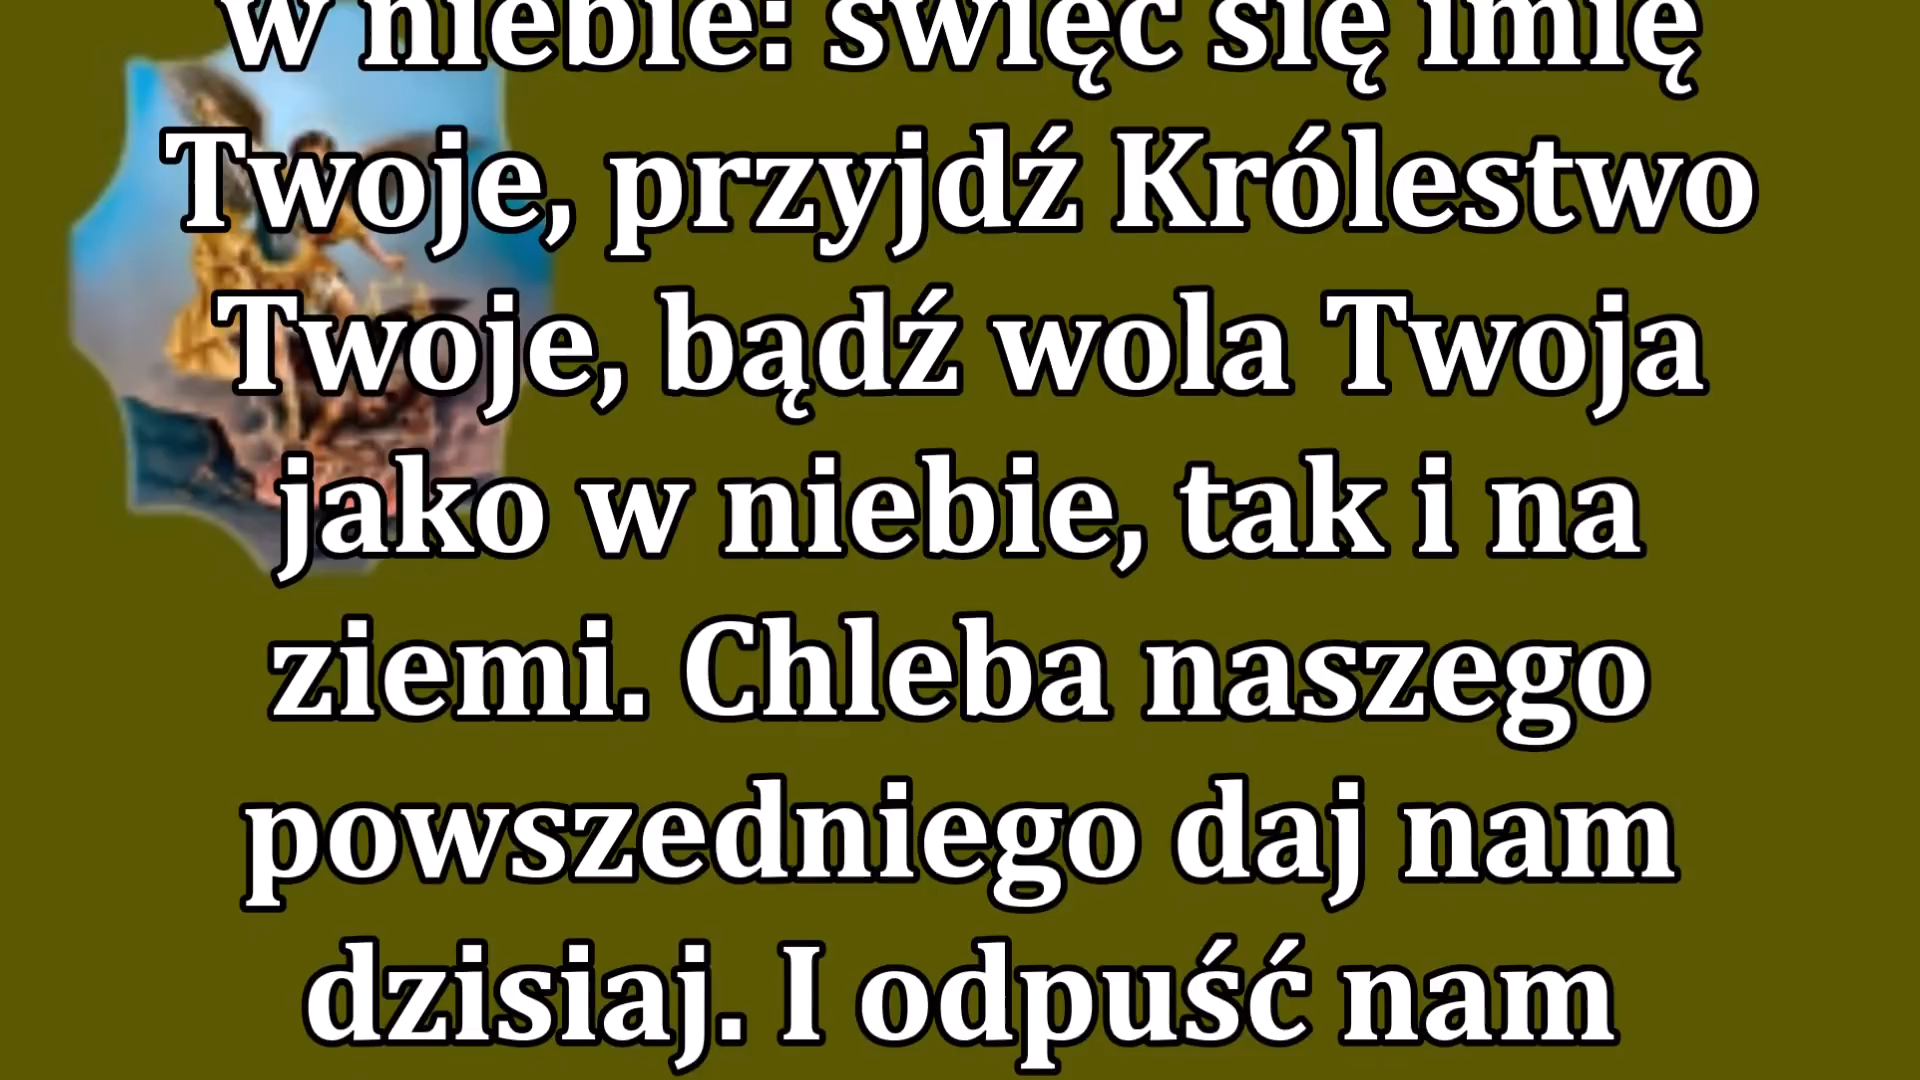 w niebie: święć się imię
Twoje, przyjdź Królestwo
Twoje, bądź wola Twoja
jako w niebie, tak i na
ziemi. Chleba naszego
powszedniego daj nam
dzisiaj. I odpuść nam